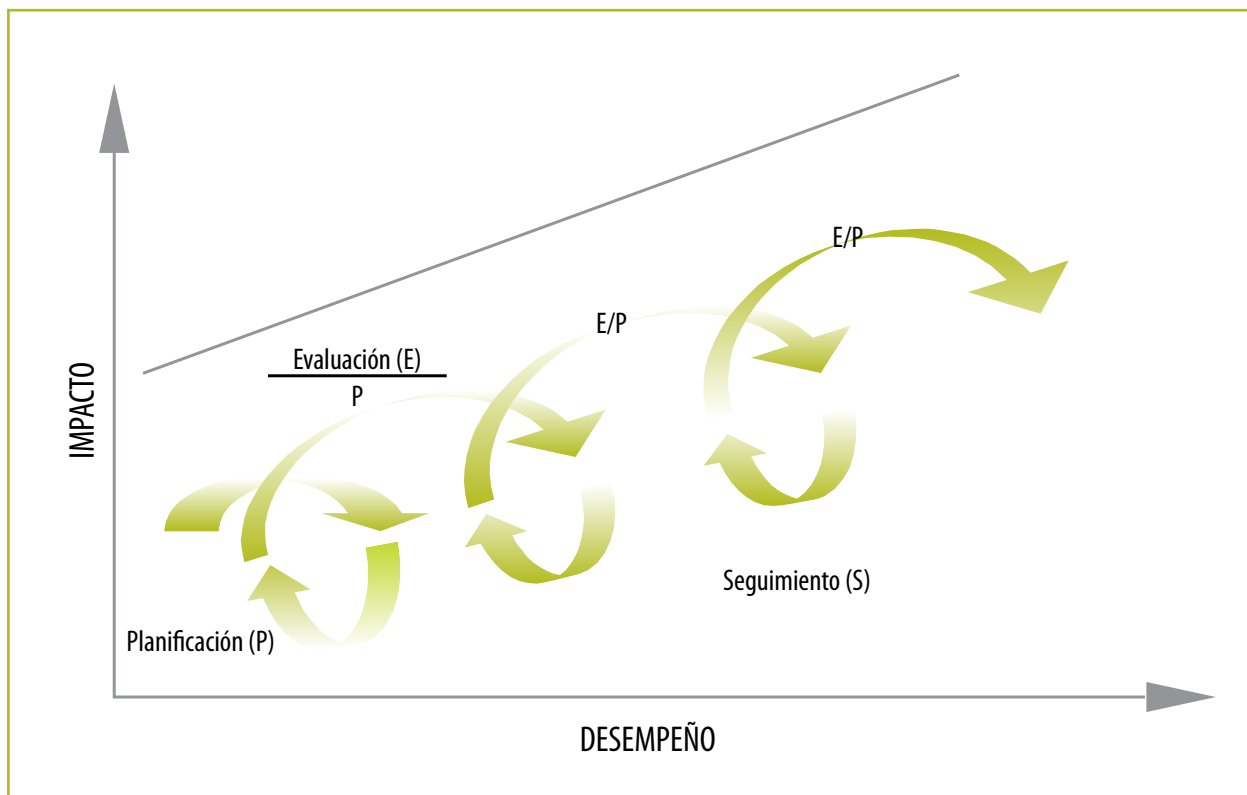 E/P
E/P
Evaluación (E)
P
IMPACTO
Seguimiento (S)
Planificación (P)
DESEMPEÑO